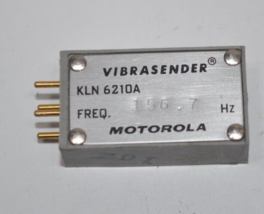 VIBRASENDER®
KLN 6210A
FREQ. 156.7 Hz
MOTOROLA